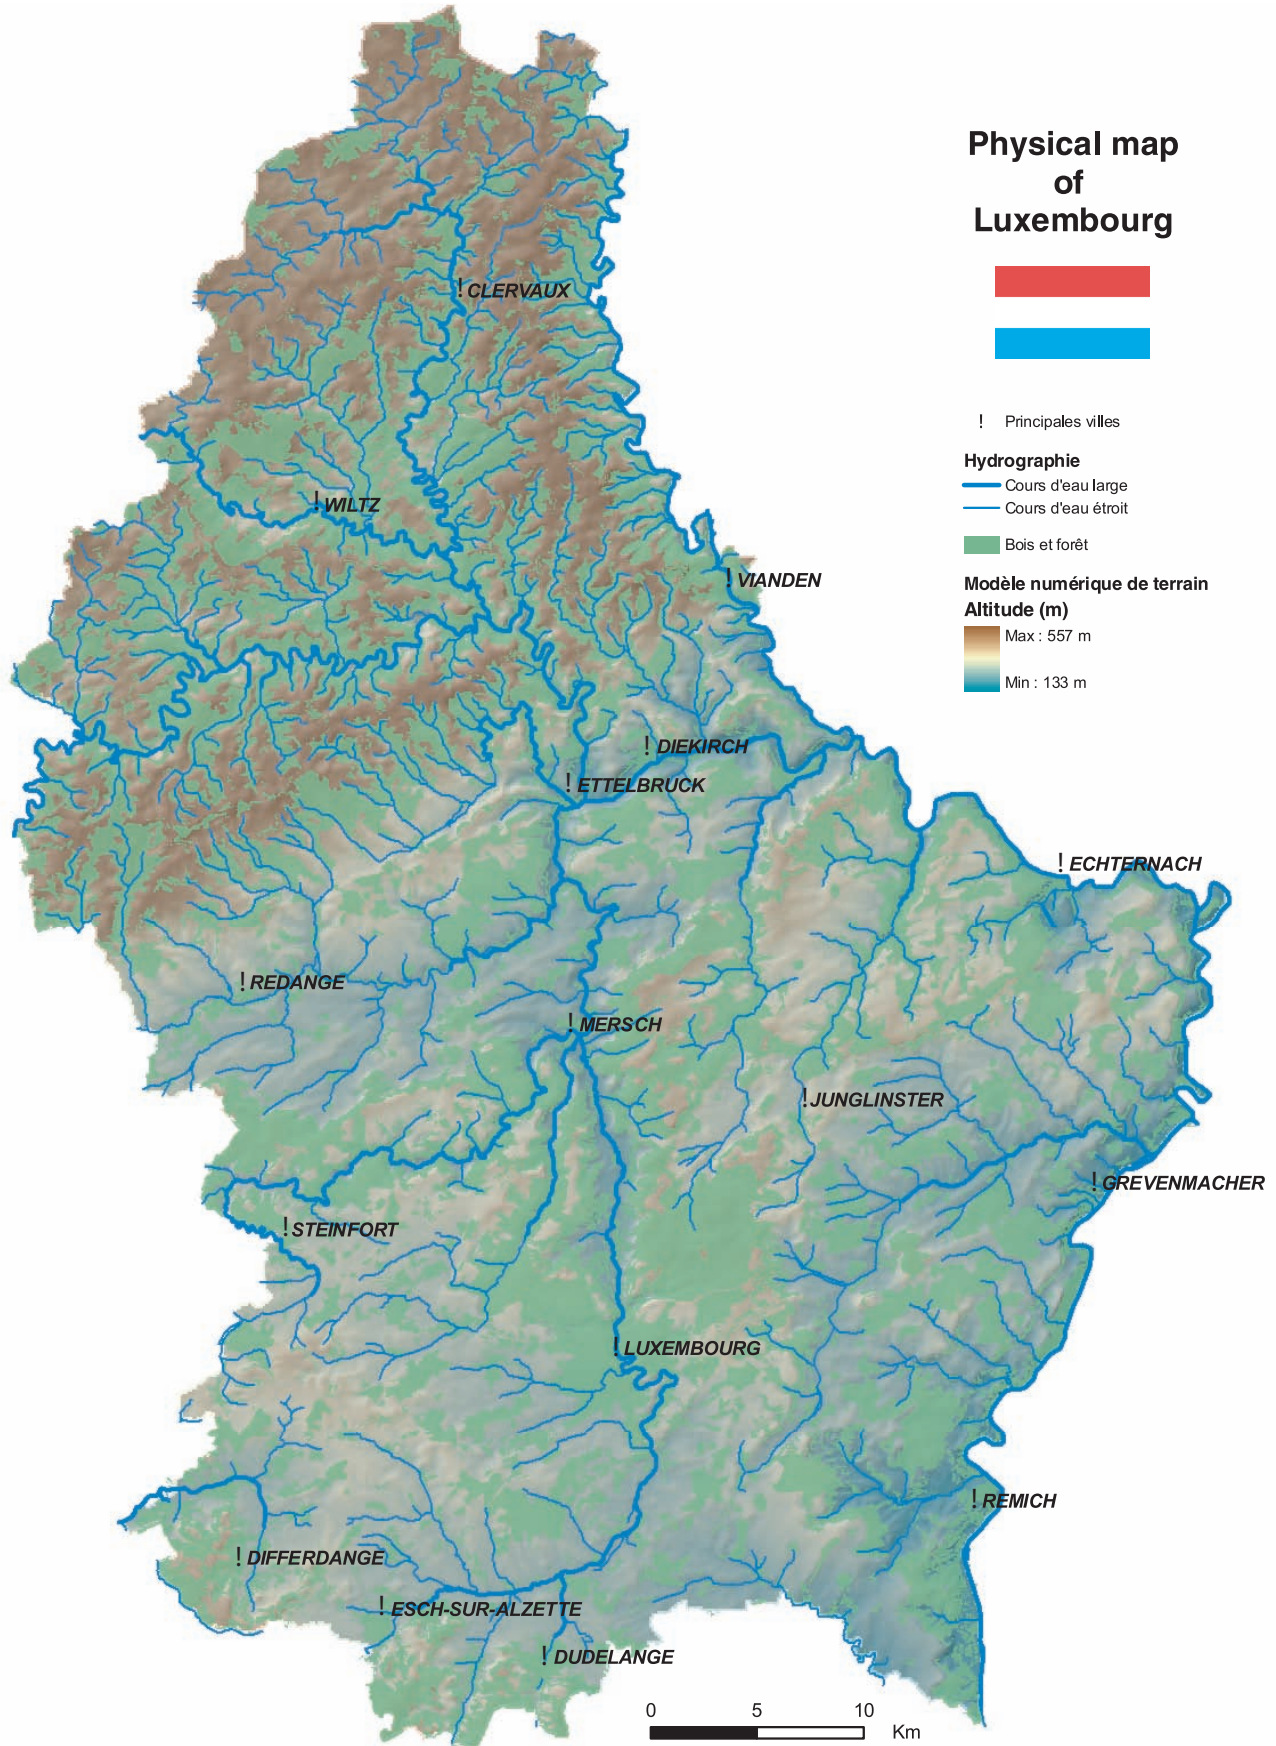 Physical map
of
Luxembourg
! Principales villes
Hydrographie
Cours d'eau large
Cours d'eau étroit
Bois et forêt
Modèle numérique de terrain
Altitude (m)
Max : 557 m
Min : 133 m
! CLERVAUX
! WILTZ
! VIANDEN
! DIEKIRCH
! ETTELBRUCK
! ECHTERNACH
! REDANGE
! MERSCH
! JUNGLINSTER
! GREVENMACHER
! STEINFORT
! LUXEMBOURG
! REMICH
! DIFFERDANGE
! ESCH-SUR-ALZETTE
! DUDELANGE
0 5 10
Km